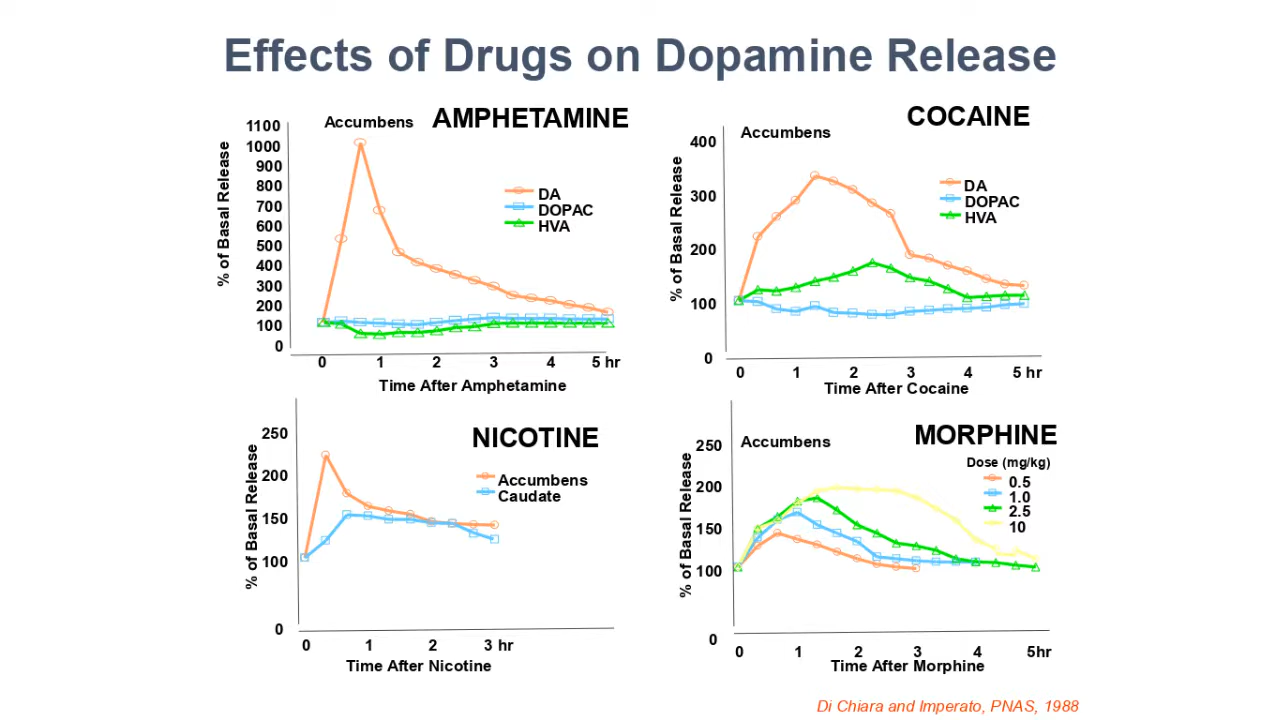 Effects of Drugs on Dopamine Release
Accumbens AMPHETAMINE
% of Basal Release
1100
1000
900
800
700
600
500
400
300
200
100
0
DA
DOPAC
HVA
0 1 2 3 4 5 hr
Time After Amphetamine
COCAINE
Accumbens
% of Basal Release
400
300
200
100
0
DA
DOPAC
HVA
0 1 2 3 4 5 hr
Time After Cocaine
NICOTINE
% of Basal Release
250
200
150
100
0
Accumbens
Caudate
0 1 2 3 hr
Time After Nicotine
MORPHINE
Accumbens
% of Basal Release
250
200
150
100
0
Dose (mg/kg)
0.5
1.0
2.5
10
0 1 2 3 4 5hr
Time After Morphine
Di Chiara and Imperato, PNAS, 1988